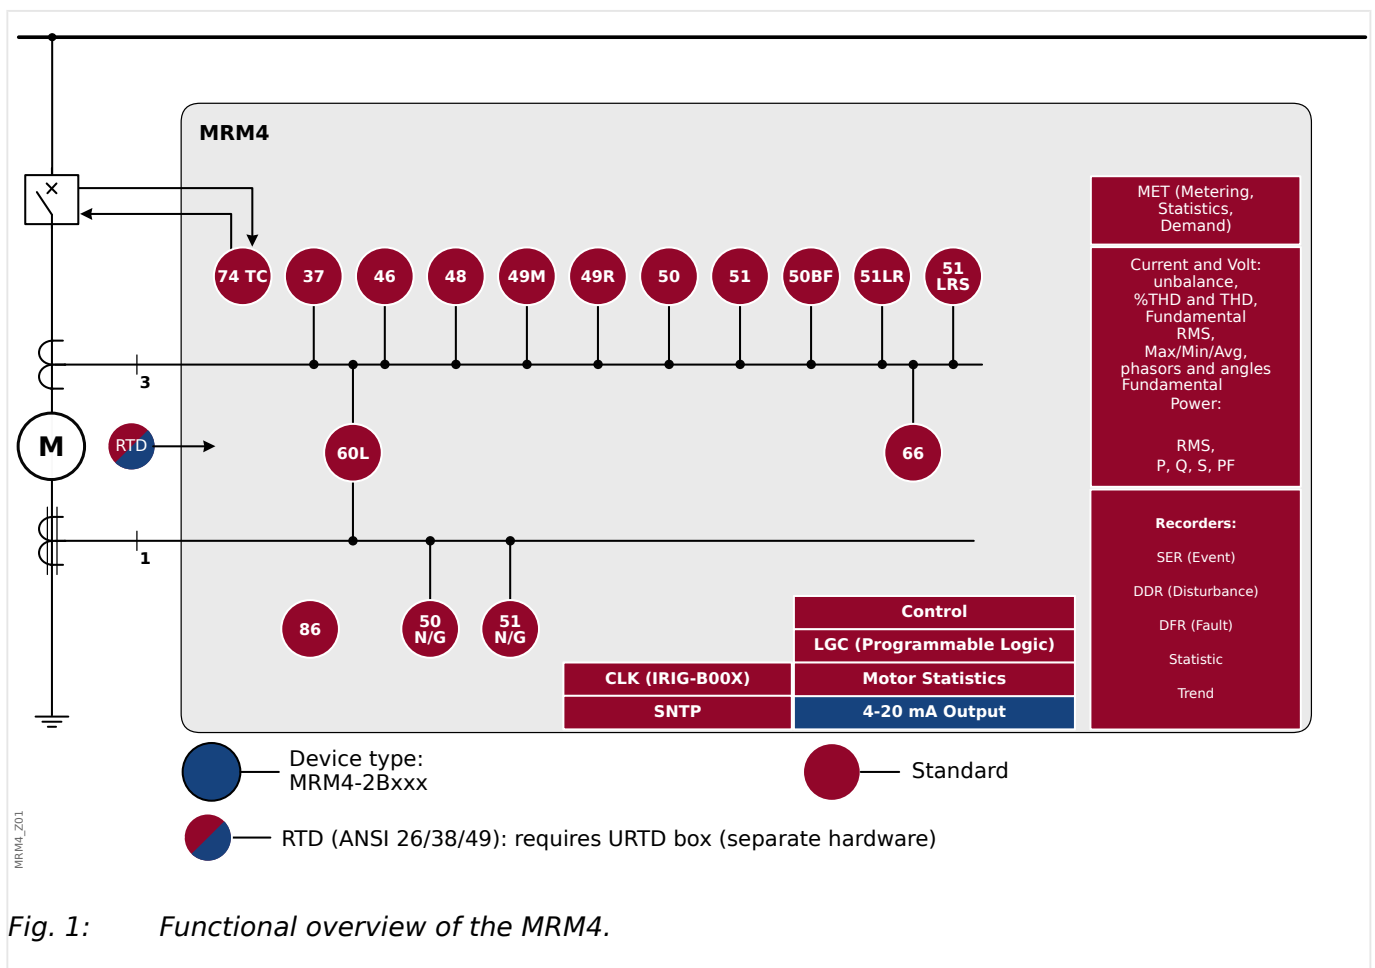 MRM4
MET (Metering,
Statistics,
Demand)
74 TC
37
46
48
49M
49R
50
51
50BF
51LR
51
LRS
Current and Volt:
unbalance,
%THD and THD,
Fundamental
RMS,
Max/Min/Avg,
phasors and angles
Fundamental
Power:
RMS,
P, Q, S, PF
3
M
RTD
60L
66
1
Recorders:
SER (Event)
DDR (Disturbance)
DFR (Fault)
Statistic
Trend
86
50
N/G
51
N/G
Control
LGC (Programmable Logic)
CLK (IRIG-B00X)
Motor Statistics
SNTP
4-20 mA Output
Device type:
MRM4-2Bxxx
Standard
RTD (ANSI 26/38/49): requires URTD box (separate hardware)
MRM4_Z01
Fig. 1: Functional overview of the MRM4.